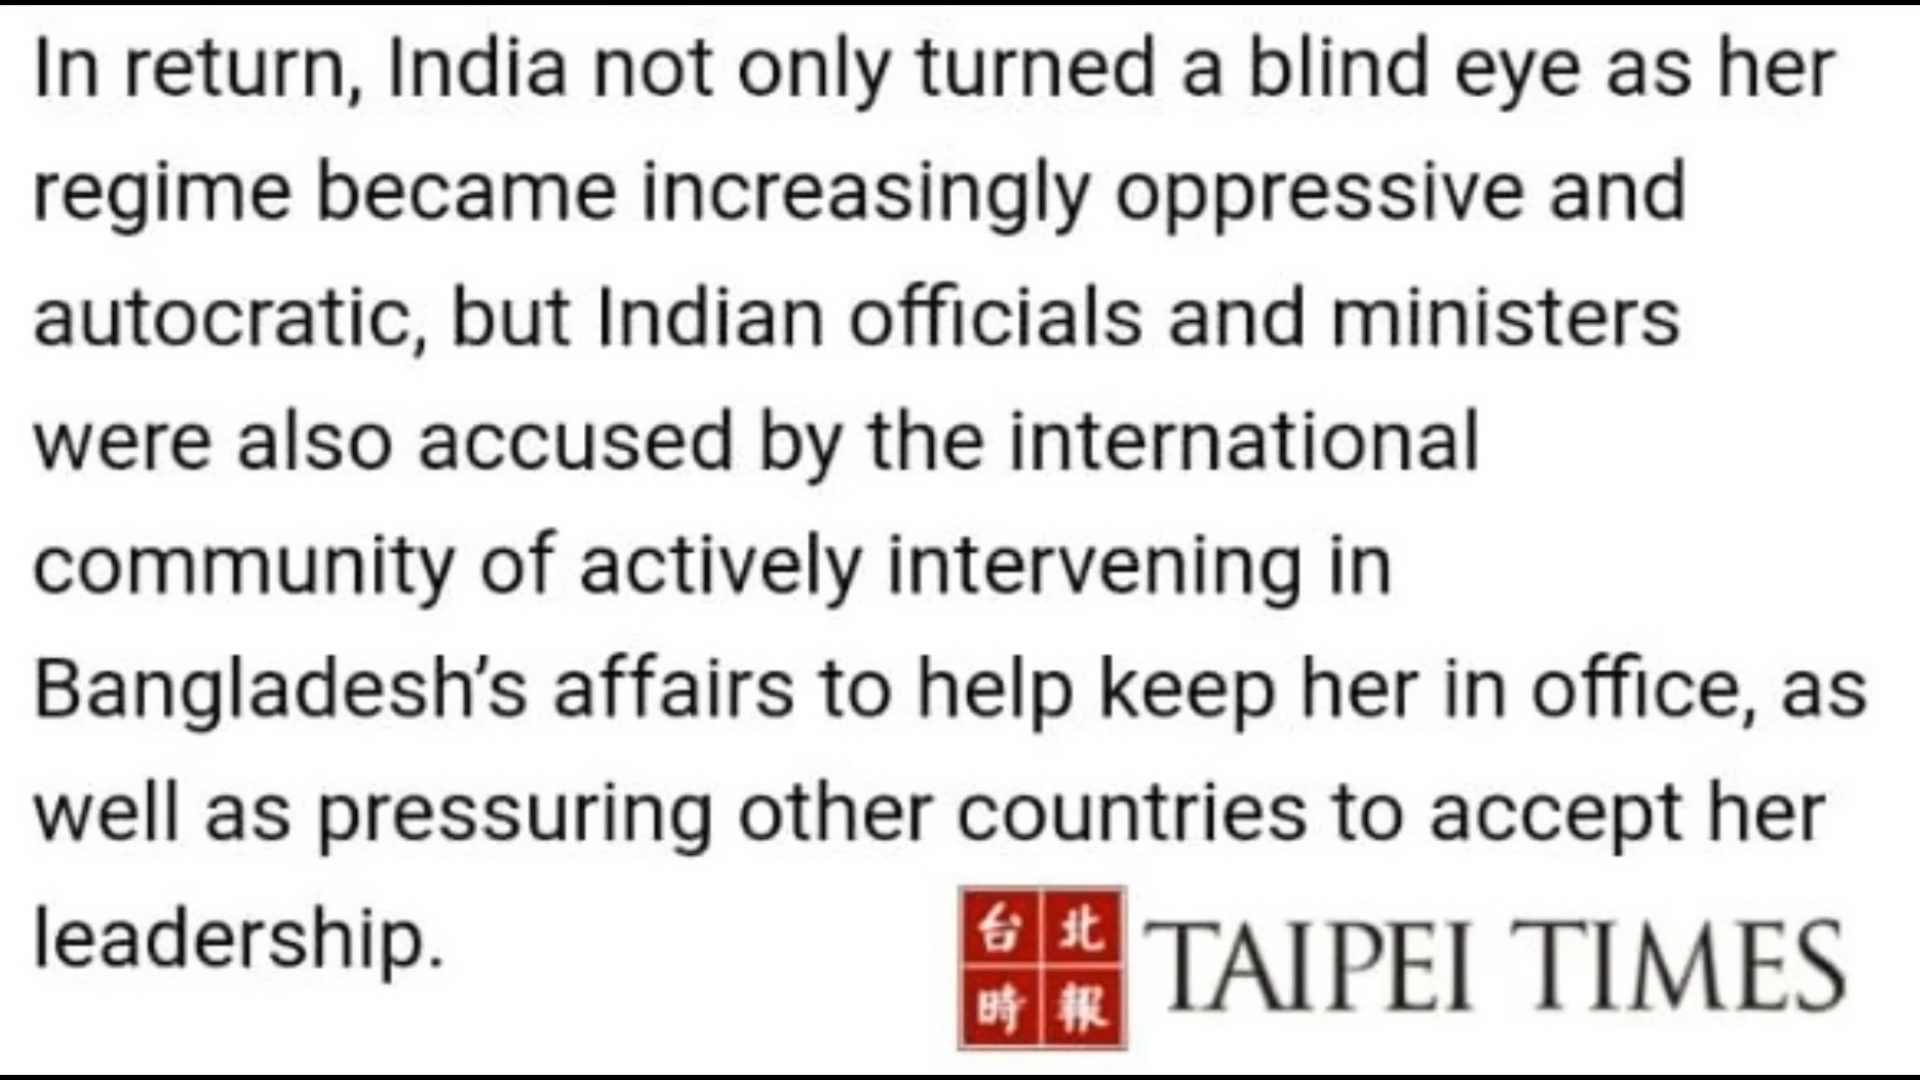 In return, India not only turned a blind eye as her
regime became increasingly oppressive and
autocratic, but Indian officials and ministers
were also accused by the international
community of actively intervening in
Bangladesh’s affairs to help keep her in office, as
well as pressuring other countries to accept her
leadership.
台北
時報
TAIPEI TIMES